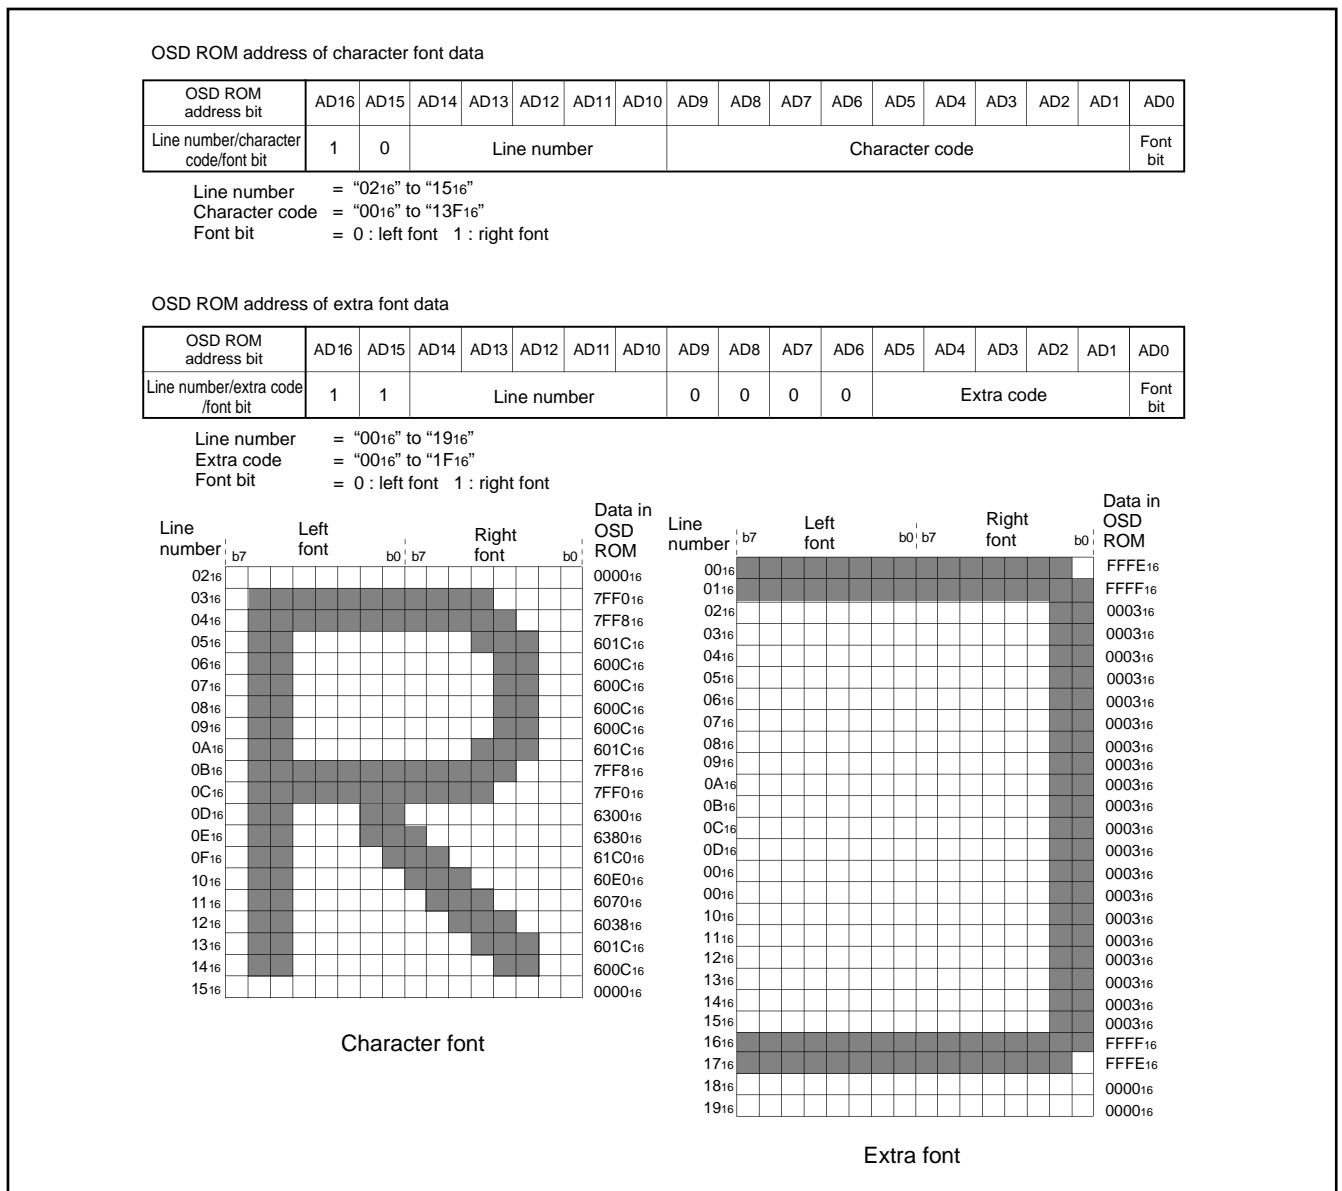 OSD ROM address of character font data
OSD ROM address bit AD16 AD15 AD14 AD13 AD12 AD11 AD10 AD9 AD8 AD7 AD6 AD5 AD4 AD3 AD2 AD1 AD0
Line number/character code/font bit 1 0 Line number Character code Font bit
Line number = “0216” to “1516”
Character code = “0016” to “13F16”
Font bit = 0 : left font 1 : right font
OSD ROM address of extra font data
OSD ROM address bit AD16 AD15 AD14 AD13 AD12 AD11 AD10 AD9 AD8 AD7 AD6 AD5 AD4 AD3 AD2 AD1 AD0
Line number/extra code /font bit 1 1 Line number 0 0 0 0 Extra code Font bit
Line number = “0016” to “1916”
Extra code = “0016” to “1F16”
Font bit = 0 : left font 1 : right font
Line number Left font Right font Data in OSD ROM
b7 b0 b7 b0
0216 000016
0316 7FF016
0416 7FF816
0516 601C16
0616 600C16
0716 600C16
0816 600C16
0916 600C16
0A16 601C16
0B16 7FF816
0C16 7FF016
0D16 630016
0E16 638016
0F16 61C016
1016 60E016
1116 607016
1216 603816
1316 601C16
1416 600C16
1516 000016
Character font
Line number Left font Right font Data in OSD ROM
b7 b0 b7 b0
0016 FFFE16
0116 FFFF16
0216 000316
0316 000316
0416 000316
0516 000316
0616 000316
0716 000316
0816 000316
0916 000316
0A16 000316
0B16 000316
0C16 000316
0D16 000316
0016 000316
0016 000316
1016 000316
1116 000316
1216 000316
1316 000316
1416 000316
1516 000316
1616 FFFF16
1716 FFFE16
1816 000016
1916 000016
Extra font